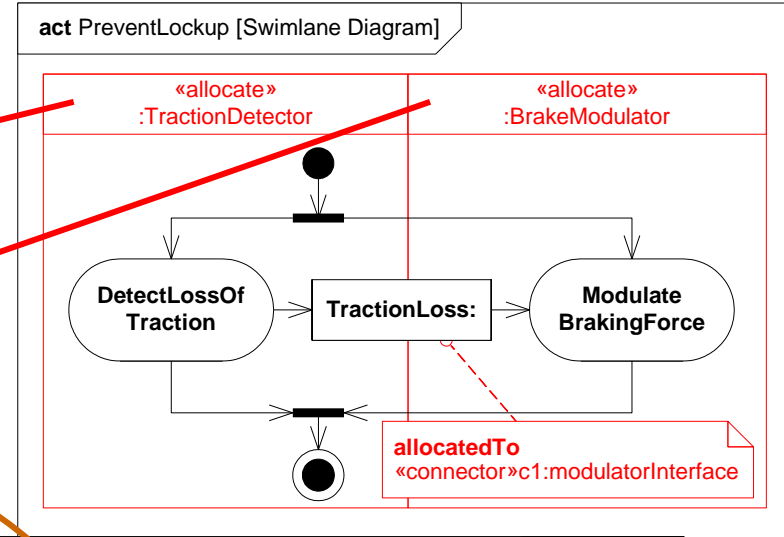 act PreventLockup [Swimlane Diagram]
«allocate»
:TractionDetector
«allocate»
:BrakeModulator
DetectLossOf
Traction
TractionLoss:
Modulate
BrakingForce
allocatedTo
«connector»c1:modulatorInterface